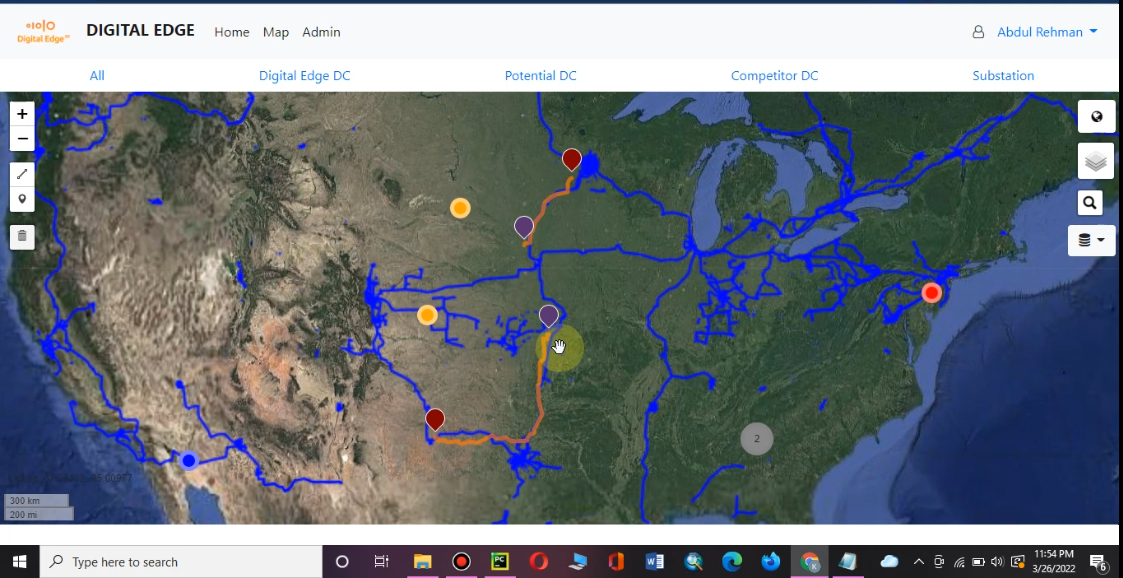 Digital Edge™
DIGITAL EDGE
Home
Map
Admin
Abdul Rehman
All
Digital Edge DC
Potential DC
Competitor DC
Substation
+
−
2
300 km
200 mi
Type here to search
11:54 PM
3/26/2022
6